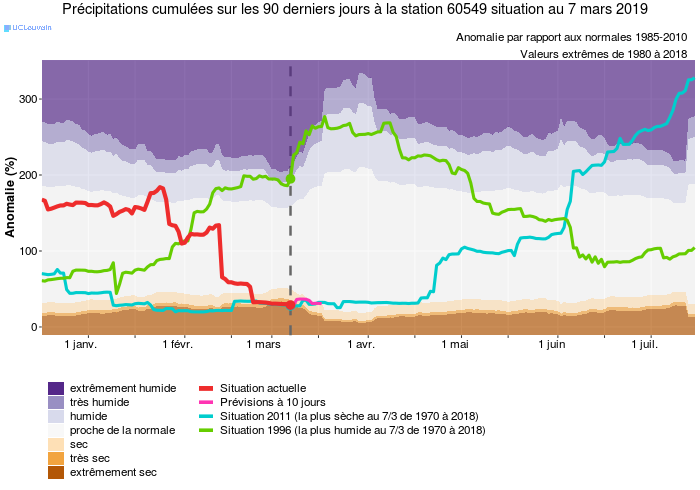 Précipitations cumulées sur les 90 derniers jours à la station 60549 situation au 7 mars 2019
UCLouvain
Anomalie par rapport aux normales 1985-2010
Valeurs extrêmes de 1980 à 2018
Anomalie (%)
300
200
100
0
1 janv.
1 févr.
1 mars
1 avr.
1 mai
1 juin
1 juil.
extrêmement humide
très humide
humide
proche de la normale
sec
très sec
extrêmement sec
Situation actuelle
Prévisions à 10 jours
Situation 2011 (la plus sèche au 7/3 de 1970 à 2018)
Situation 1996 (la plus humide au 7/3 de 1970 à 2018)